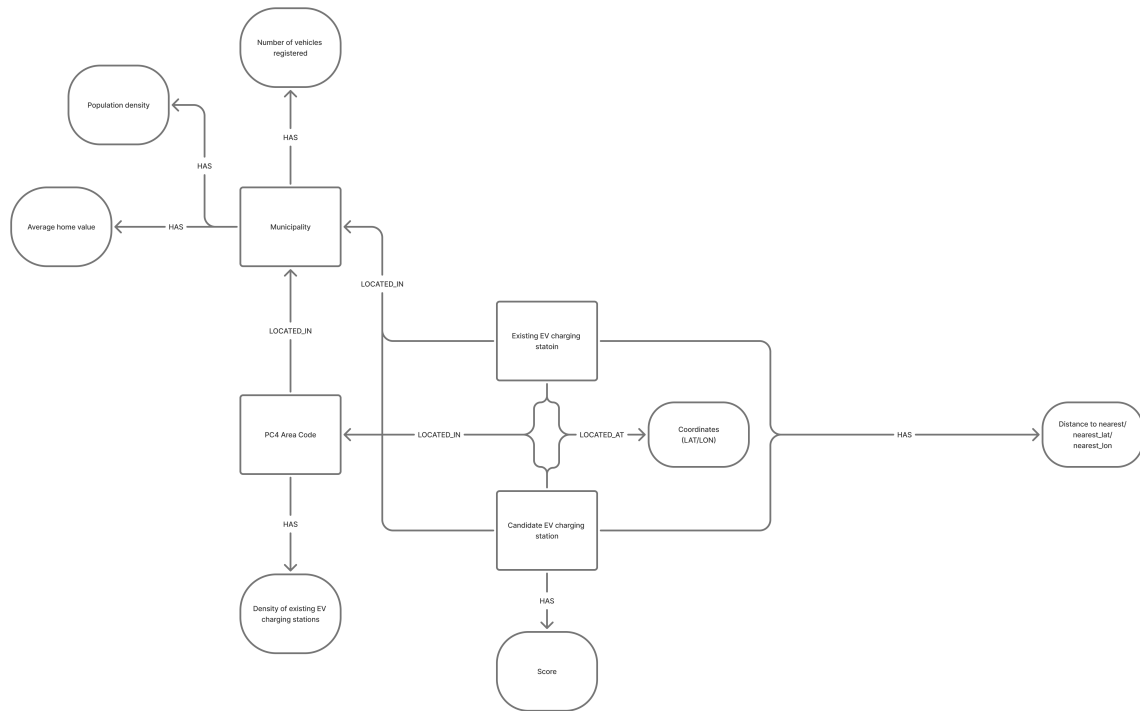 Number of vehicles
registered
Population density
HAS
HAS
Average home value
HAS
Municipality
LOCATED_IN
LOCATED_IN
Existing EV charging
statoin
PC4 Area Code
LOCATED_IN
LOCATED_AT
Coordinates
(LAT/LON)
HAS
Distance to nearest/
nearest_lat/
nearest_lon
HAS
Candidate EV charging
station
Density of existing EV
charging stations
HAS
Score